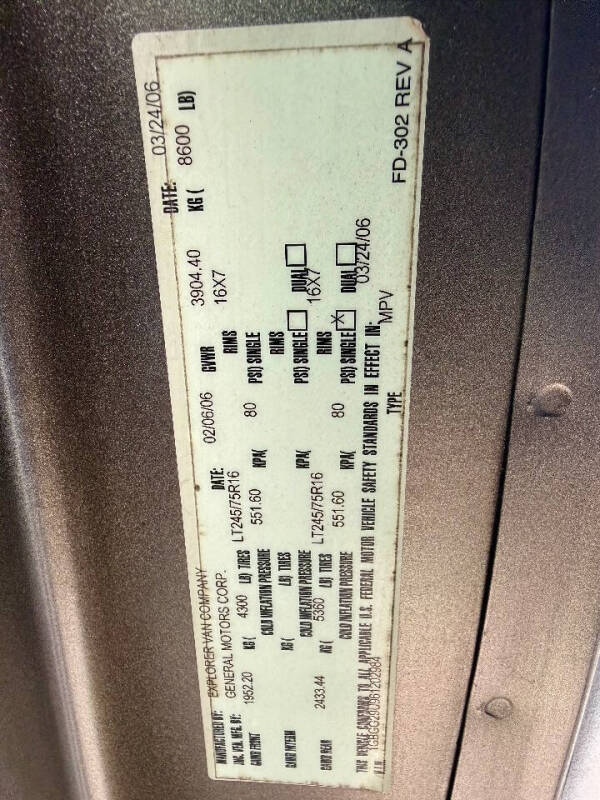 MANUFACTURED BY: EXPLORER VAN COMPANY DATE: 03/24/06
INC. VEH. MFG. BY: GENERAL MOTORS CORP. DATE: 02/06/06 GVWR 3904.40 KG ( 8600 LB)
GAWR FRONT 1952.20 KG ( 4300 LB) TIRES LT245/75R16 RIMS 16X7
COLD INFLATION PRESSURE 551.60 KPA( 80 PSI) SINGLE
GAWR INTERM KG ( LB) TIRES RIMS
COLD INFLATION PRESSURE KPA( PSI) SINGLE DUAL
GAWR REAR 2433.44 KG ( 5360 LB) TIRES LT245/75R16 RIMS 16X7
COLD INFLATION PRESSURE 551.60 KPA( 80 PSI) SINGLE X DUAL
THIS VEHICLE CONFORMS TO ALL APPLICABLE U.S. FEDERAL MOTOR VEHICLE SAFETY STANDARDS IN EFFECT IN: 03/24/06
V.I.N. TYPE MPV
FD-302 REV A